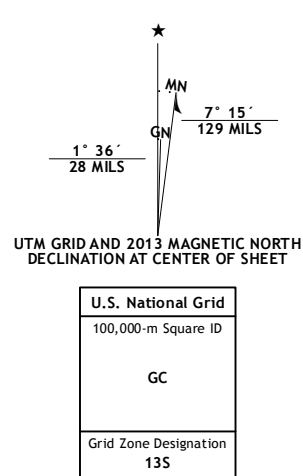 ★
MN
7° 15´
129 MILS
GN
1° 36´
28 MILS
UTM GRID AND 2013 MAGNETIC NORTH
DECLINATION AT CENTER OF SHEET
U.S. National Grid
100,000-m Square ID
GC
Grid Zone Designation
13S